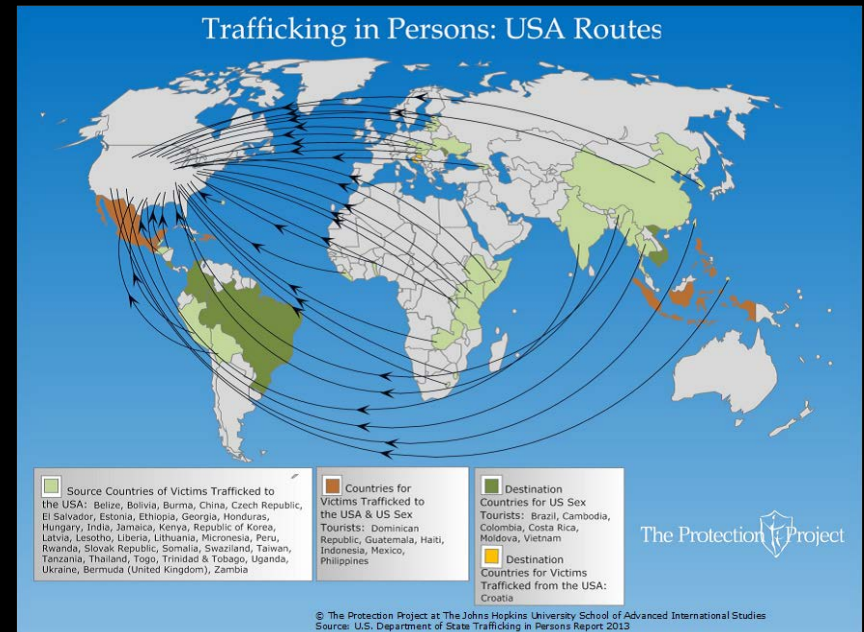 Trafficking in Persons: USA Routes
Source Countries of Victims Trafficked to
the USA: Belize, Bolivia, Burma, China, Czech Republic,
El Salvador, Estonia, Ethiopia, Georgia, Honduras,
Hungary, India, Jamaica, Kenya, Republic of Korea,
Latvia, Lesotho, Liberia, Lithuania, Micronesia, Peru,
Rwanda, Slovak Republic, Somalia, Swaziland, Taiwan,
Tanzania, Thailand, Togo, Trinidad & Tobago, Uganda,
Ukraine, Bermuda (United Kingdom), Zambia
Countries for
Victims Trafficked to
the USA & US Sex
Tourists: Dominican
Republic, Guatemala, Haiti,
Indonesia, Mexico,
Philippines
Destination
Countries for US Sex
Tourists: Brazil, Cambodia,
Colombia, Costa Rica,
Moldova, Vietnam
Destination
Countries for Victims
Trafficked from the USA:
Croatia
The Protection Project
© The Protection Project at The Johns Hopkins University School of Advanced International Studies
Source: U.S. Department of State Trafficking in Persons Report 2013